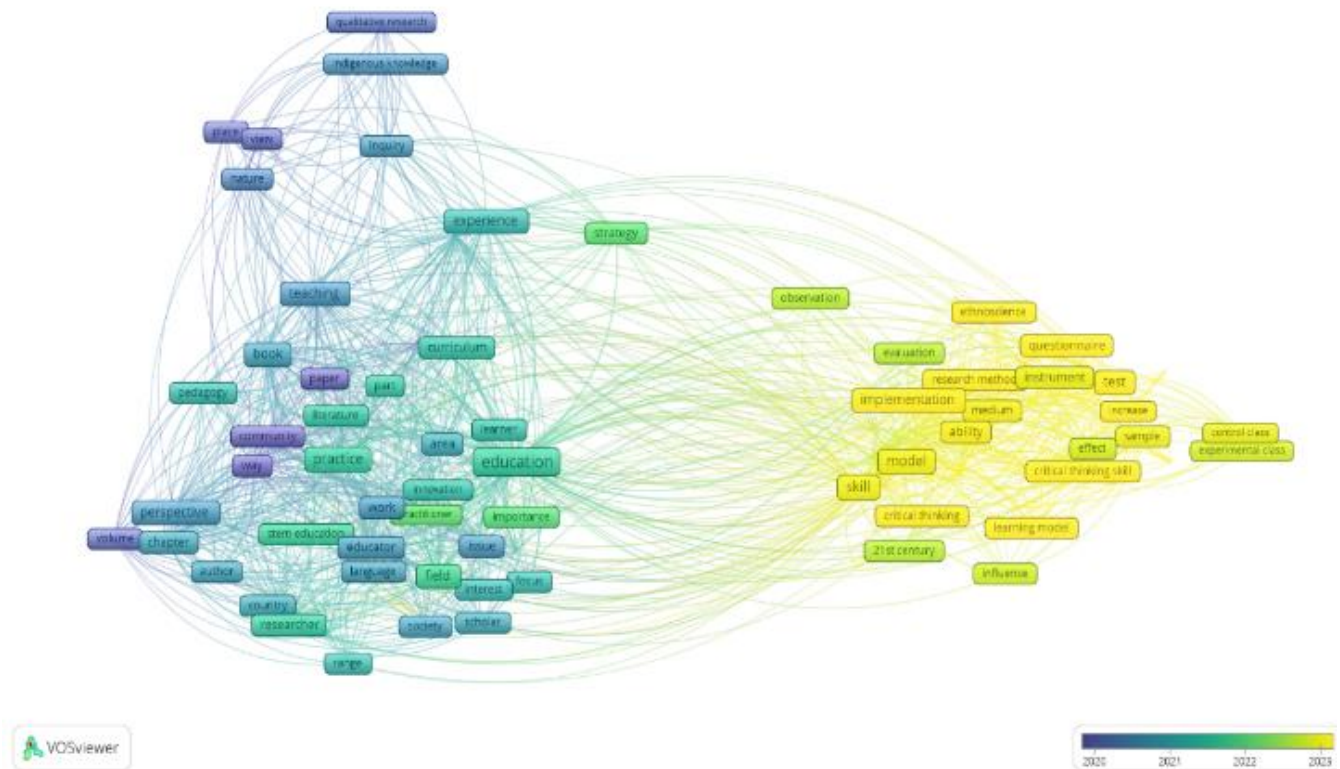 qualitative research
indigenous knowledge
place
view
inquiry
nature
experience
strategy
teaching
observation
ethnoscience
questionnaire
curriculum
book
evaluation
paper
part
research method
instrument
test
pedagogy
implementation
medium
increase
literature
learner
ability
control class
community
area
sample
effect
experimental class
way
practice
education
model
critical thinking skill
innovation
skill
work
perspective
importance
critical thinking
stem education
learning model
volume
chapter
educator
issue
21st century
author
language
field
focus
influence
interest
country
researcher
society
scholar
range
VOSviewer
2020
2021
2022
2023